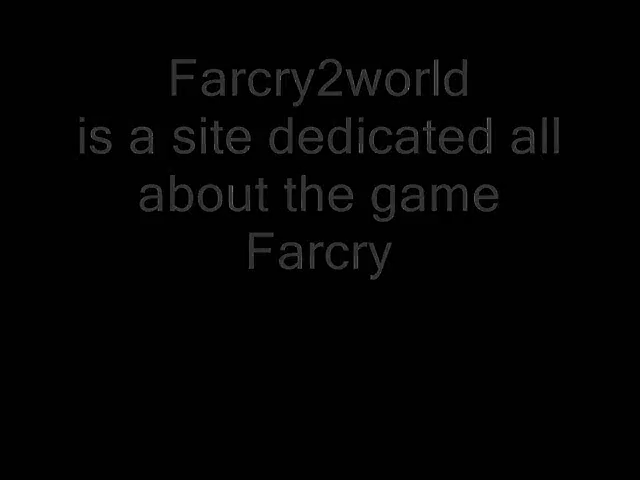 Farcry2world
is a site dedicated all
about the game
Farcry